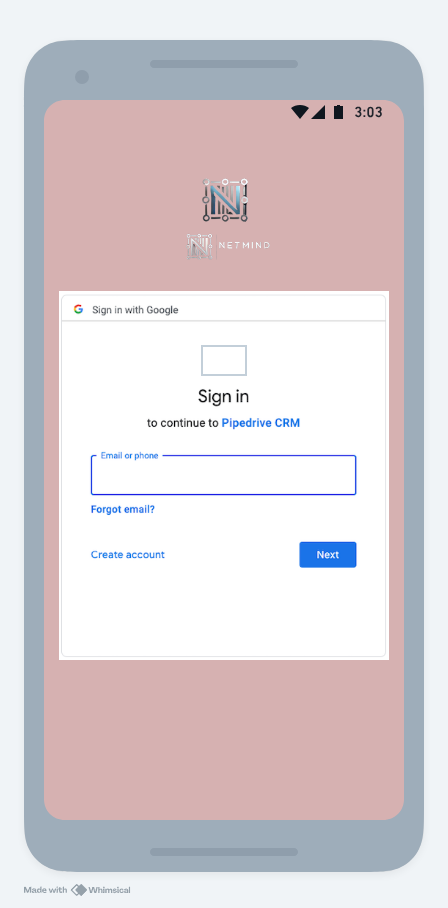 3:03
NETMIND
Sign in with Google
Sign in
to continue to Pipedrive CRM
Email or phone
Forgot email?
Create account
Next
Made with Whimsical